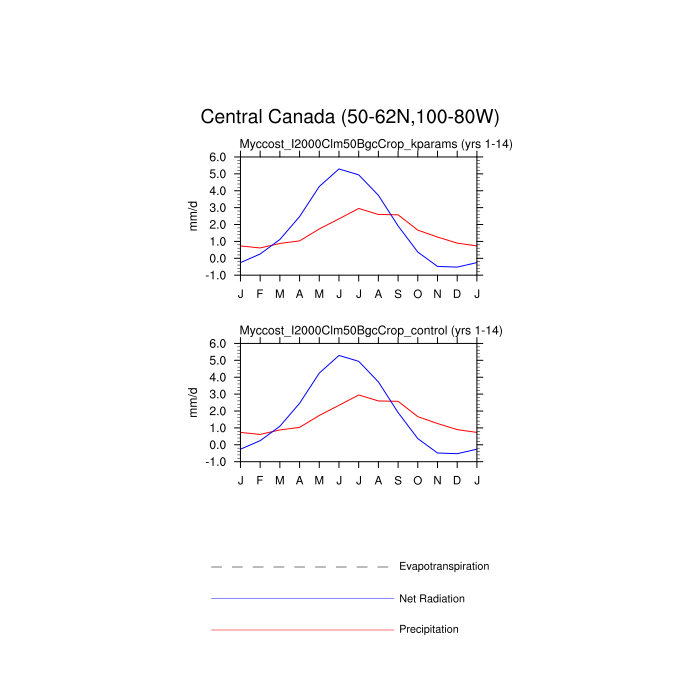 Central Canada (50-62N,100-80W)
Myccost_I2000Clm50BgcCrop_kparams (yrs 1-14)
6.0
5.0
4.0
3.0
2.0
1.0
0.0
-1.0
mm/d
J F M A M J J A S O N D J
Myccost_I2000Clm50BgcCrop_control (yrs 1-14)
6.0
5.0
4.0
3.0
2.0
1.0
0.0
-1.0
mm/d
J F M A M J J A S O N D J
Evapotranspiration
Net Radiation
Precipitation